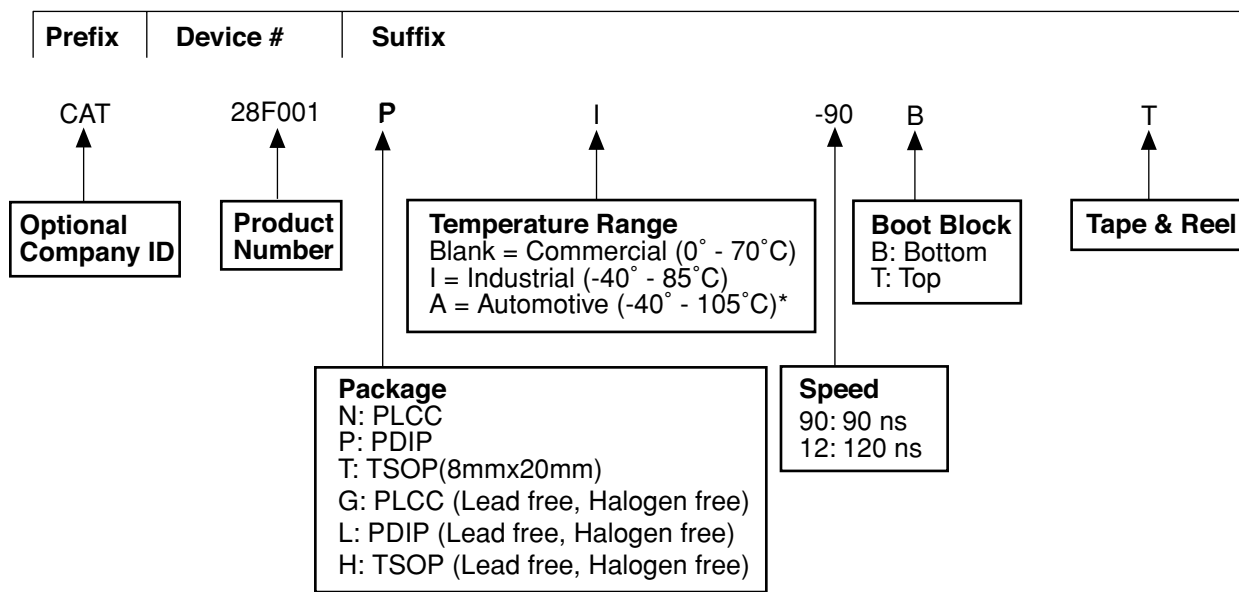 Prefix Device # Suffix
CAT 28F001 P I -90 B T
Optional
Company ID
Product
Number
Temperature Range
Blank = Commercial (0˚ - 70˚C)
I = Industrial (-40˚ - 85˚C)
A = Automotive (-40˚ - 105˚C)*
Boot Block
B: Bottom
T: Top
Tape & Reel
Package
N: PLCC
P: PDIP
T: TSOP(8mmx20mm)
G: PLCC (Lead free, Halogen free)
L: PDIP (Lead free, Halogen free)
H: TSOP (Lead free, Halogen free)
Speed
90: 90 ns
12: 120 ns